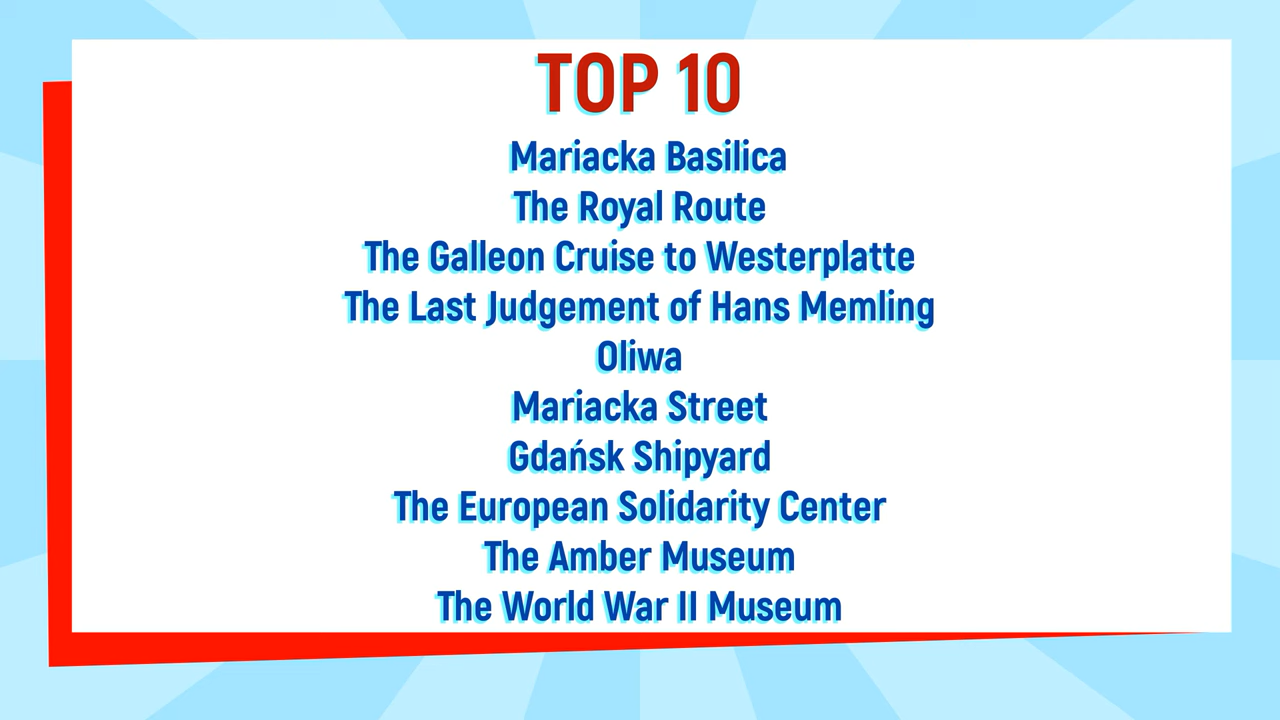 TOP 10
Mariacka Basilica
The Royal Route
The Galleon Cruise to Westerplatte
The Last Judgement of Hans Memling
Oliwa
Mariacka Street
Gdańsk Shipyard
The European Solidarity Center
The Amber Museum
The World War II Museum